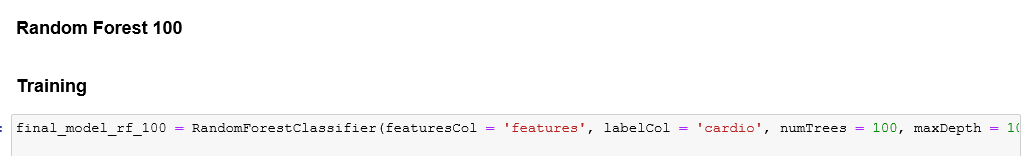 Random Forest 100
Training
final_model_rf_100 = RandomForestClassifier(featuresCol = 'features', labelCol = 'cardio', numTrees = 100, maxDepth =